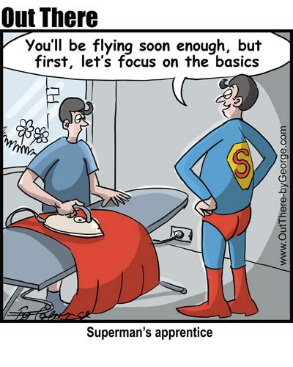 Out There
You'll be flying soon enough, but
first, let's focus on the basics
S
www.OutThere-byGeorge.com
Superman's apprentice